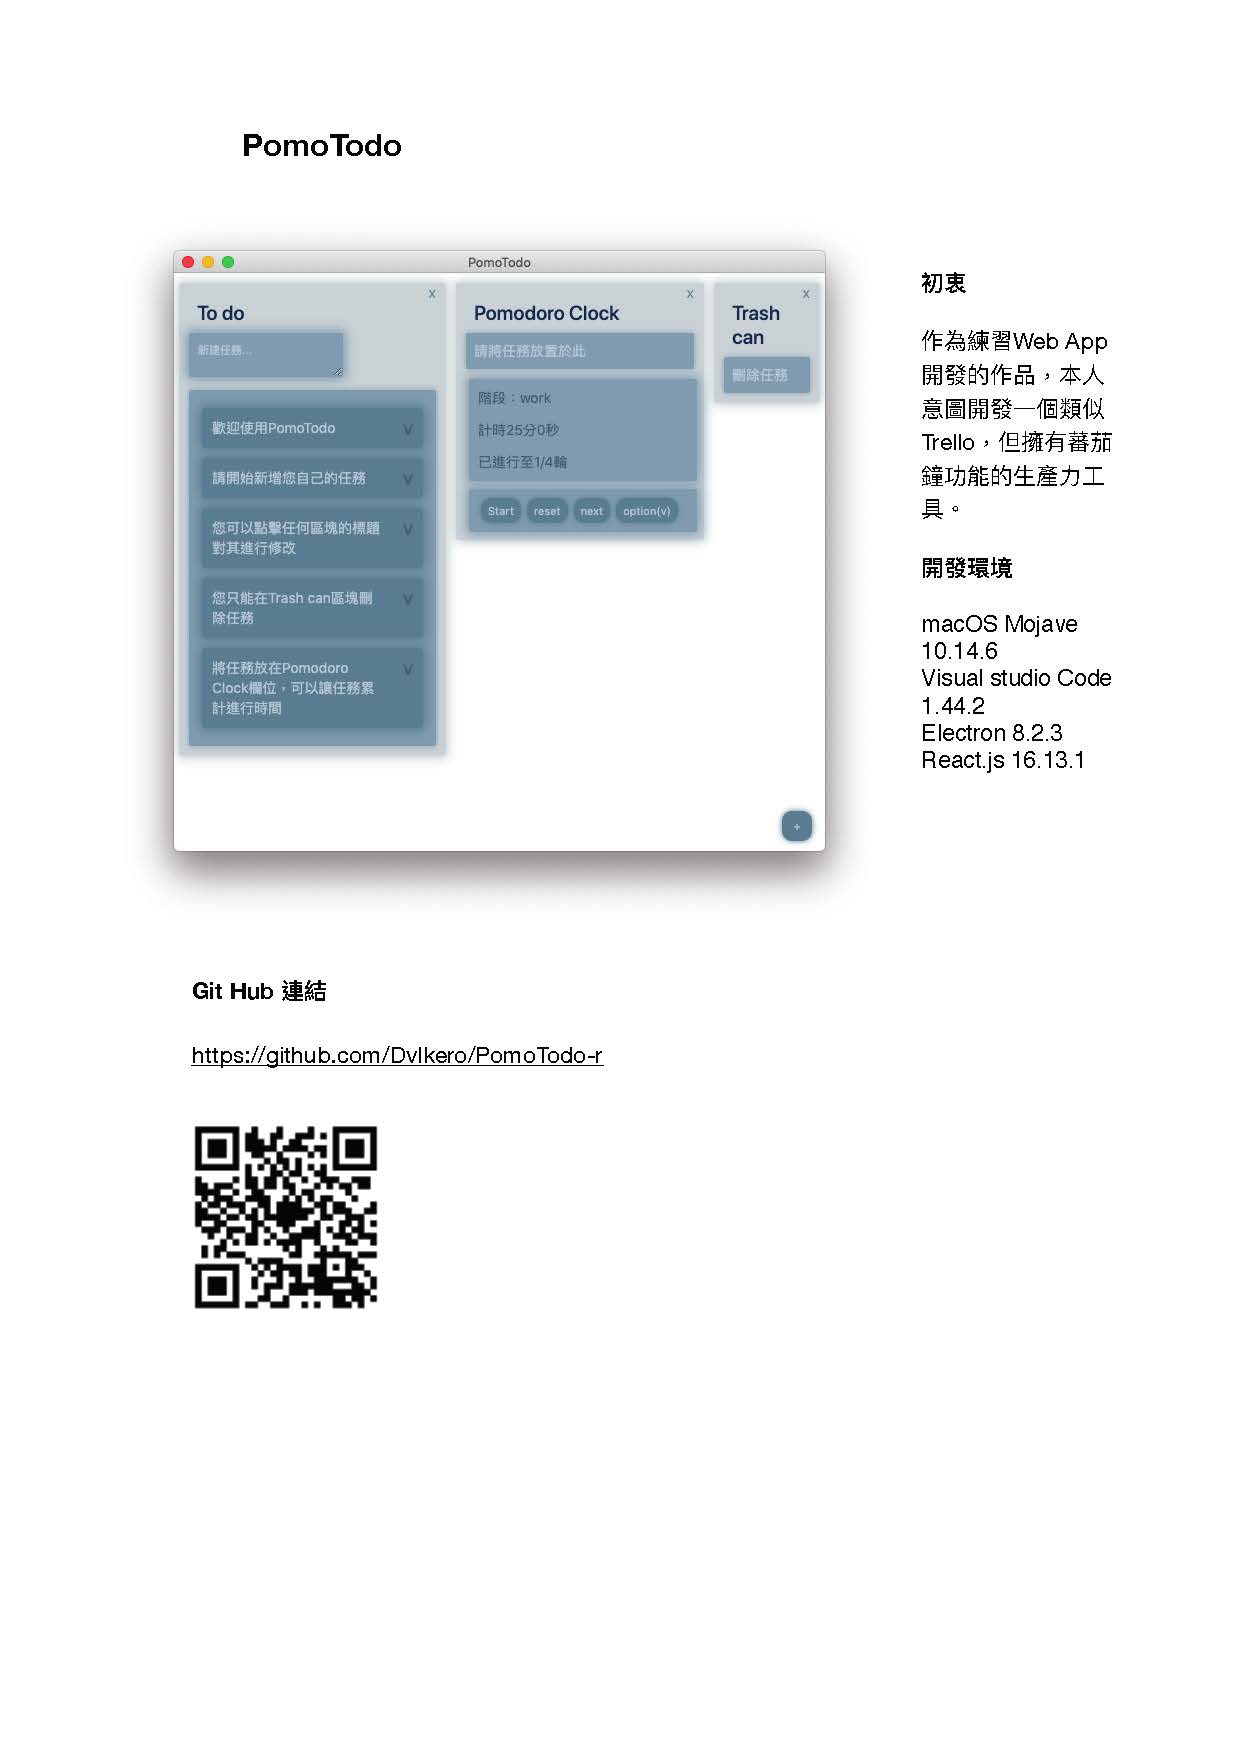 PomoTodo
PomoTodo
x
To do
新建任務...
歡迎使用PomoTodo
V
請開始新增您自己的任務
V
您可以點擊任何區塊的標題
對其進行修改
V
您只能在Trash can區塊刪
除任務
V
將任務放在Pomodoro
Clock欄位，可以讓任務累
計進行時間
V
x
Pomodoro Clock
請將任務放置於此
階段：work
計時25分0秒
已進行至1/4輪
Start reset next option(v)
x
Trash
can
刪除任務
+
初衷
作為練習Web App
開發的作品，本人
意圖開發一個類似
Trello，但擁有蕃茄
鐘功能的生產力工
具。
開發環境
macOS Mojave
10.14.6
Visual studio Code
1.44.2
Electron 8.2.3
React.js 16.13.1
Git Hub 連結
https://github.com/Dvlkero/PomoTodo-r